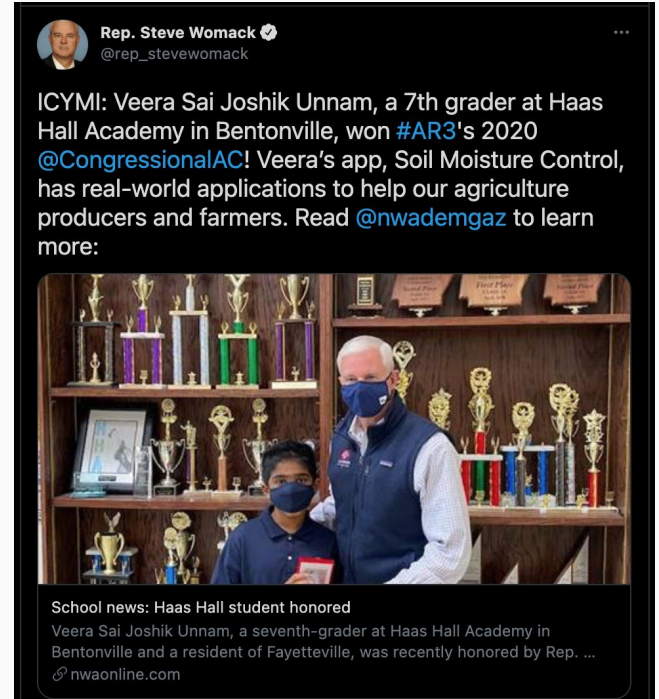 Rep. Steve Womack
@rep_stevewomack
ICYMI: Veera Sai Joshik Unnam, a 7th grader at Haas
Hall Academy in Bentonville, won #AR3's 2020
@CongressionalAC! Veera’s app, Soil Moisture Control,
has real-world applications to help our agriculture
producers and farmers. Read @nwademgaz to learn
more:
First Place
School news: Haas Hall student honored
Veera Sai Joshik Unnam, a seventh-grader at Haas Hall Academy in
Bentonville and a resident of Fayetteville, was recently honored by Rep. ...
nwaonline.com